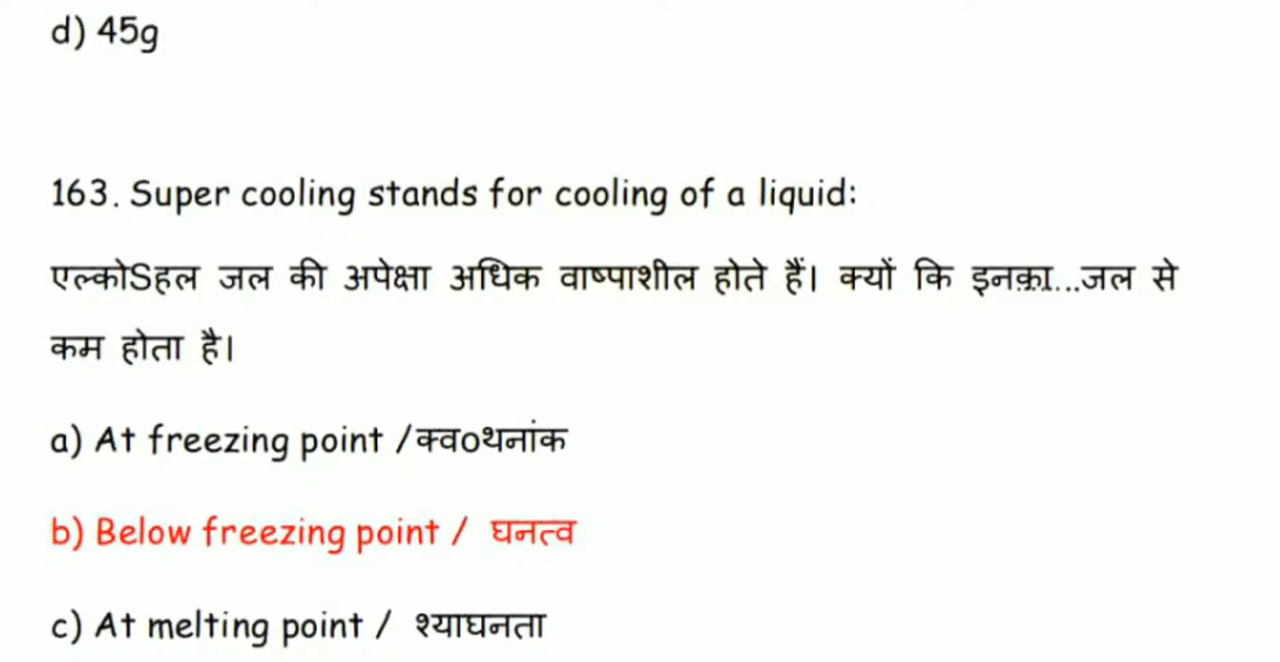 d) 45g
163. Super cooling stands for cooling of a liquid:
एल्कोSहल जल की अपेक्षा अधिक वाष्पाशील होते हैं। क्यों कि इनका...जल से
कम होता है।
a) At freezing point /क्वoथनांक
b) Below freezing point / घनत्व
c) At melting point / श्याघनता